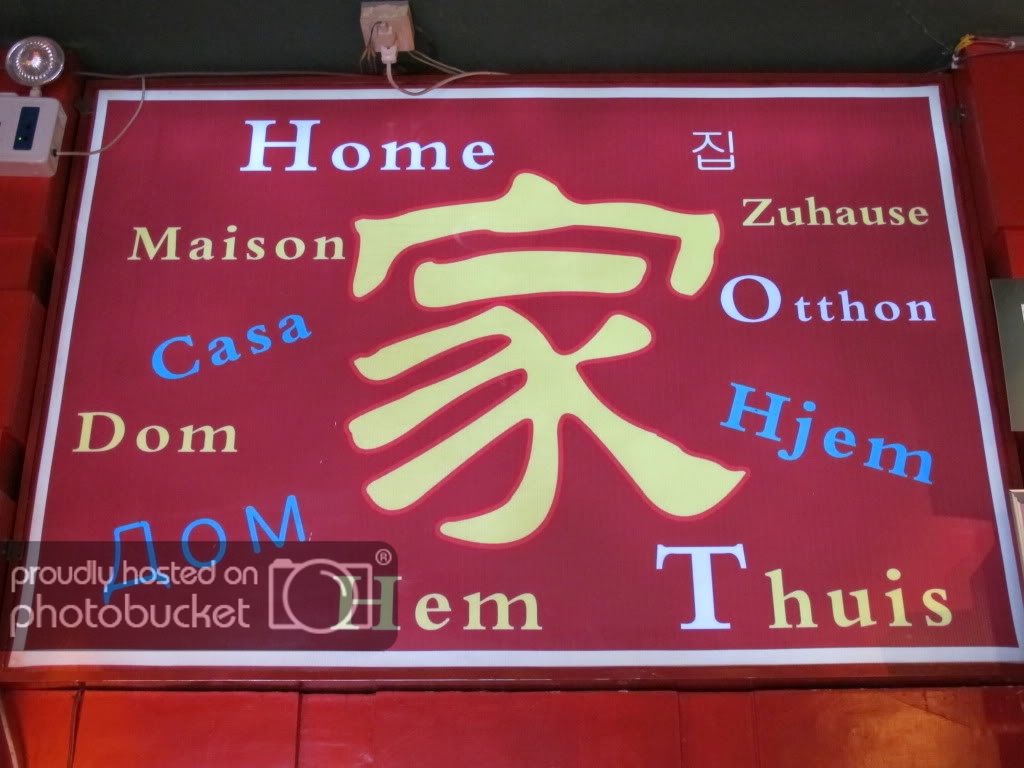 Home
집
Maison
Zuhause
家
Casa
Otthon
Dom
Hjem
Дом
Hem
Thuis
proudly hosted on
photobucket ®